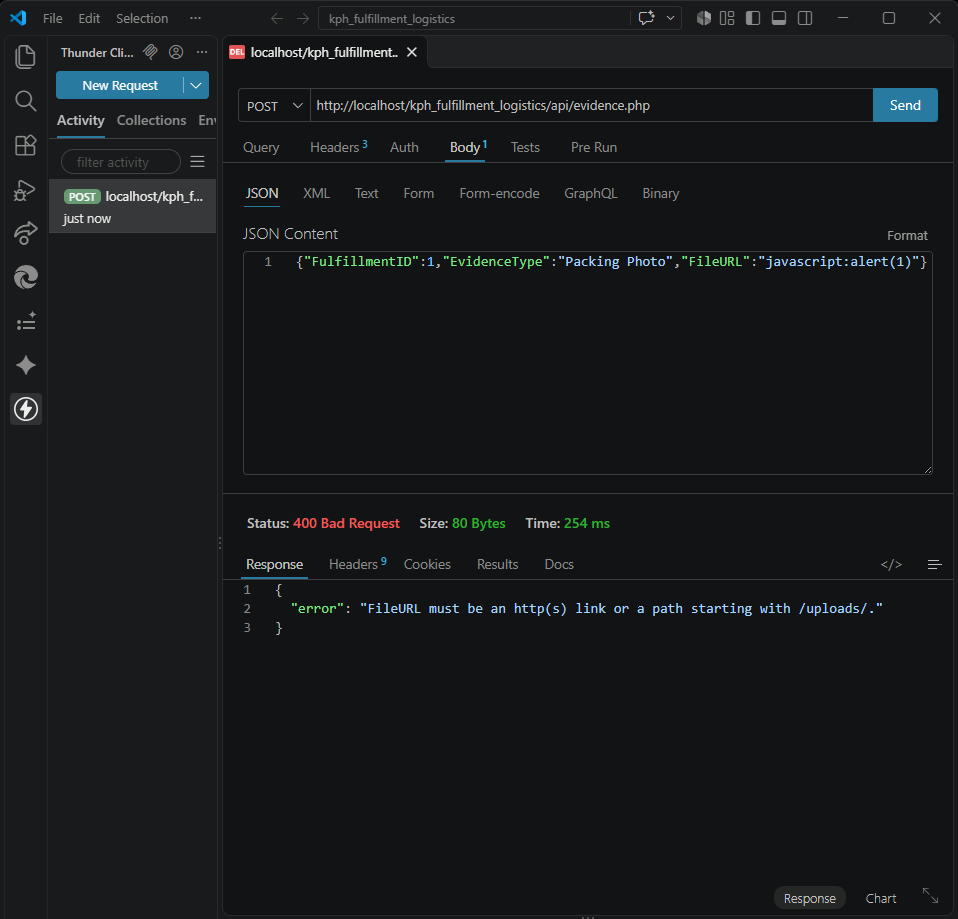 File Edit Selection ··· kph_fulfillment_logistics
Thunder Cli... ···
New Request
Activity Collections En
filter activity
POST localhost/kph_f...
just now
DEL localhost/kph_fulfillment..
POST http://localhost/kph_fulfillment_logistics/api/evidence.php Send
Query Headers 3 Auth Body 1 Tests Pre Run
JSON XML Text Form Form-encode GraphQL Binary
JSON Content Format
1 {"FulfillmentID":1,"EvidenceType":"Packing Photo","FileURL":"javascript:alert(1)"}
Status: 400 Bad Request Size: 80 Bytes Time: 254 ms
Response Headers 9 Cookies Results Docs </>
1 {
2 "error": "FileURL must be an http(s) link or a path starting with /uploads/."
3 }
Response Chart